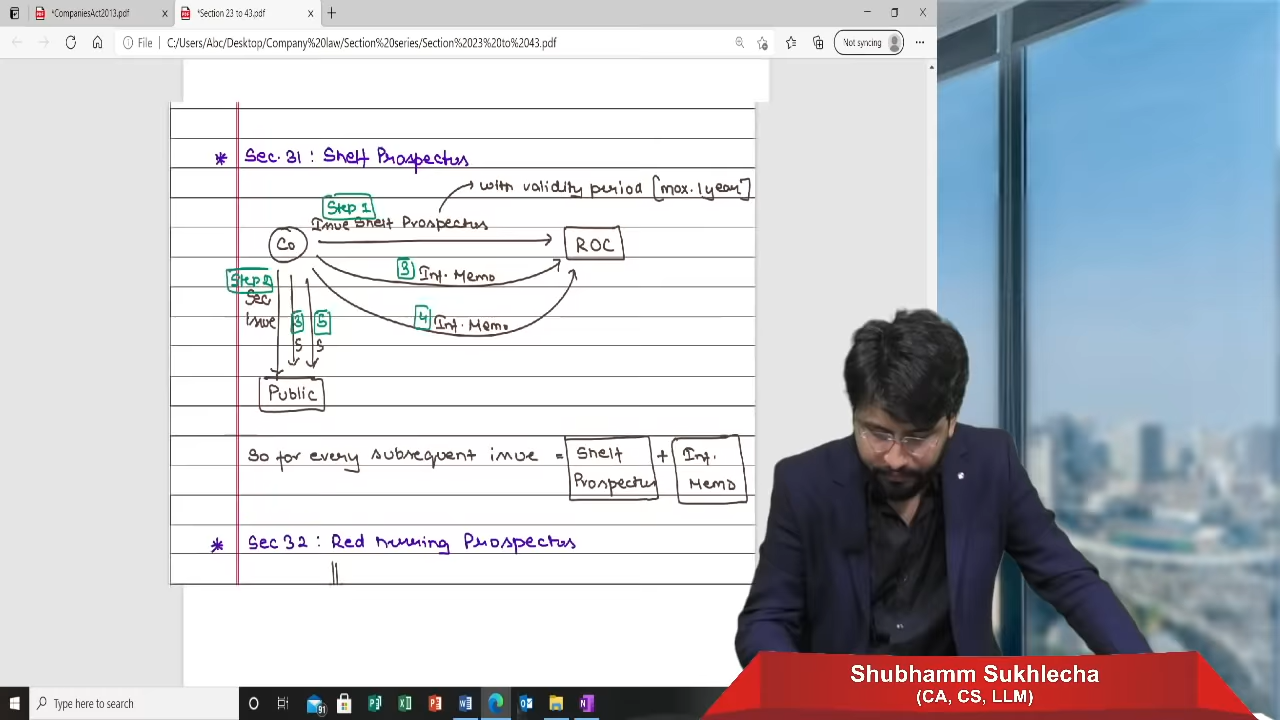 *CompaniesAct2013.pdf
*Section 23 to 43.pdf
File
C:/Users/Abc/Desktop/Company%20law/Section%20series/Section%2023%20to%2043.pdf
Not syncing
* Sec.31 : Shelf Prospectus
with validity period [max. 1 year]
Step 1
Issue Shelf Prospectus
Co
ROC
3 Inf. Memo
Step 2
Sec
Issue
3
5
S
S
4 Inf. Memo
Public
So for every subsequent issue = Shelf Prospectus + Inf. Memo
* Sec 32 : Red Herring Prospectus
Type here to search
91
Shubhamm Sukhlecha
(CA, CS, LLM)